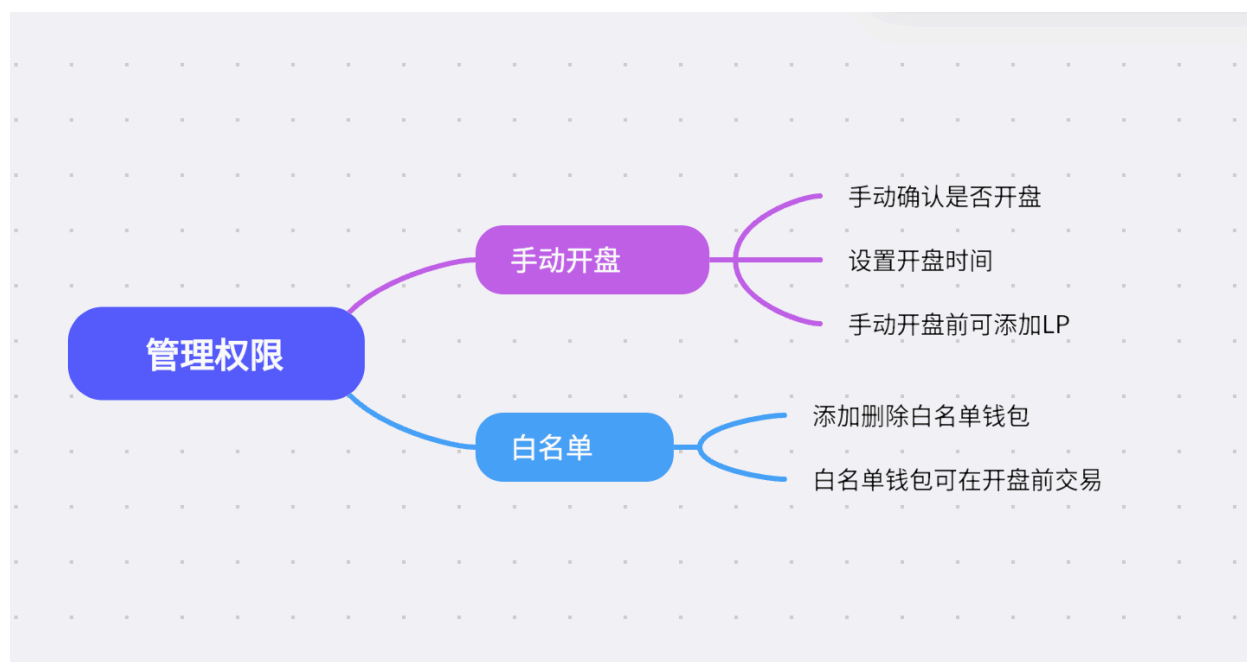 管理权限
手动开盘
手动确认是否开盘
设置开盘时间
手动开盘前可添加LP
白名单
添加删除白名单钱包
白名单钱包可在开盘前交易